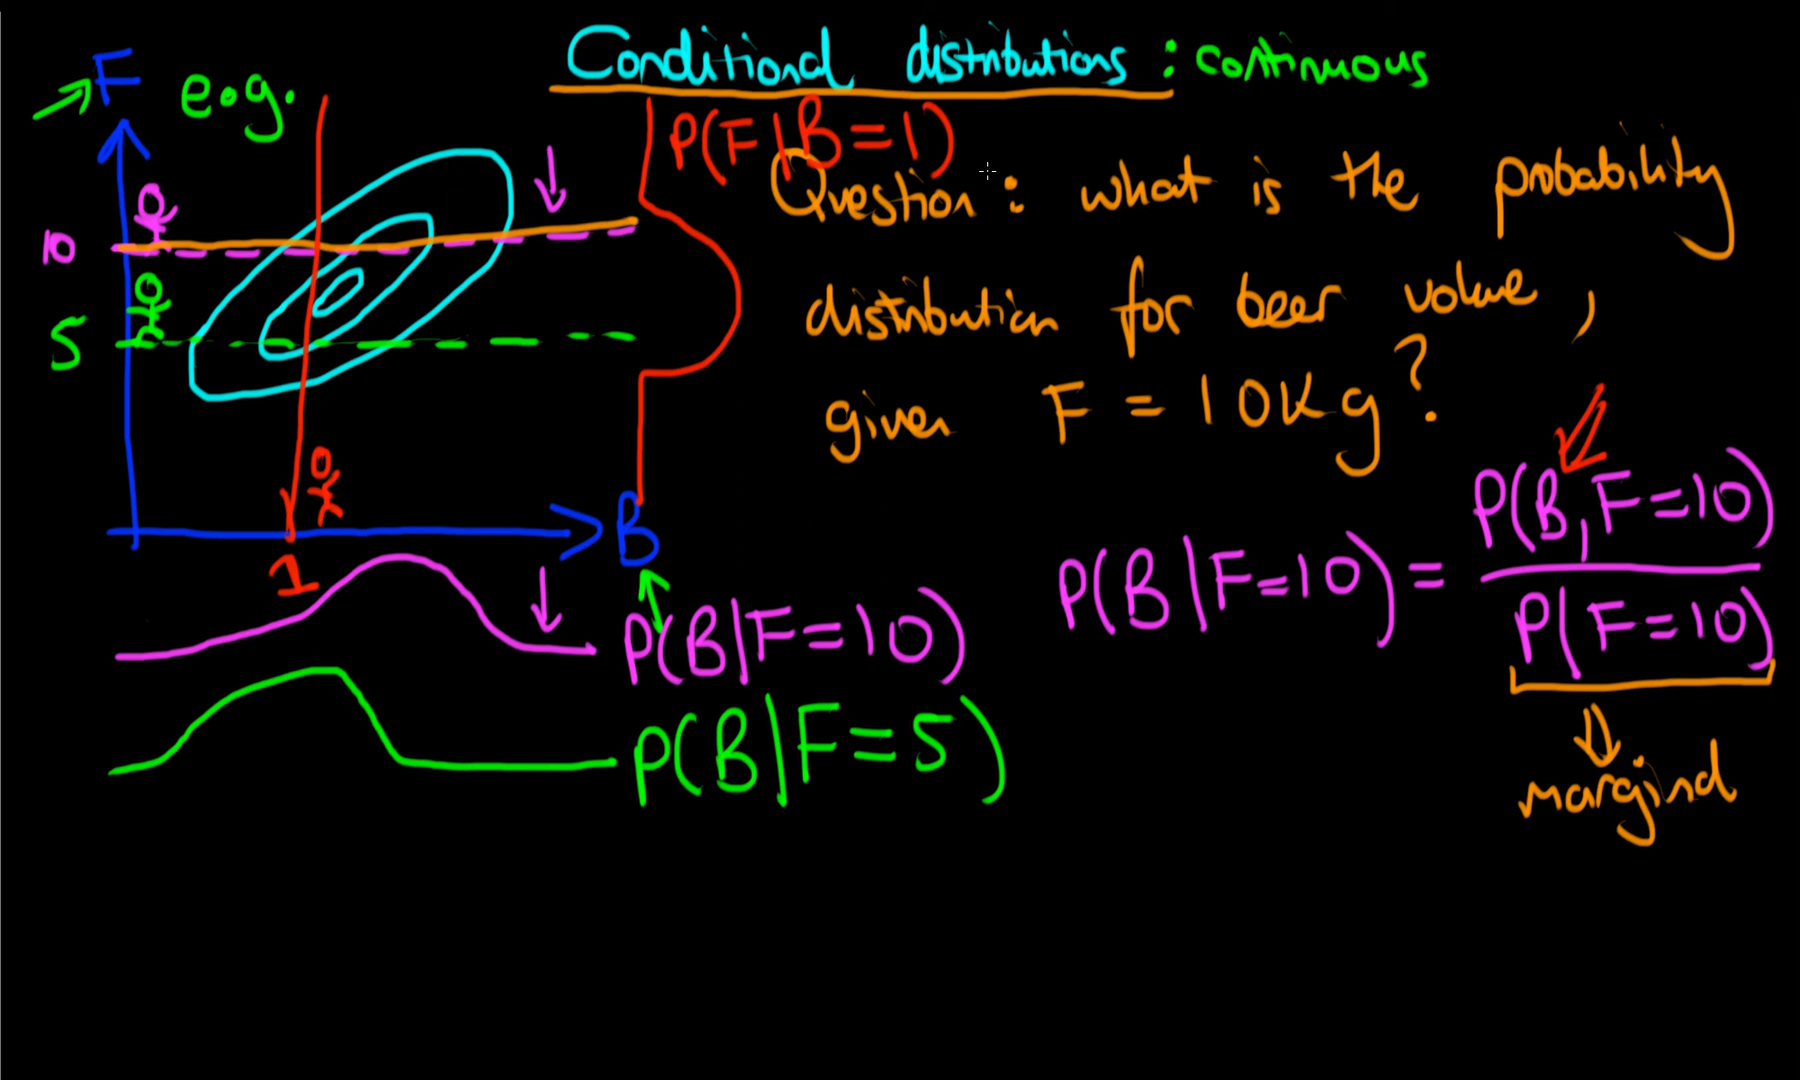 Conditional distributions : continuous
F e.g.
P(F|B=1)
Question: what is the probability
distribution for beer volume,
given F = 10Kg?
10
5
B
1
P(B|F=10) = P(B,F=10)
P(F=10)
marginal
P(B|F=10)
P(B|F=5)